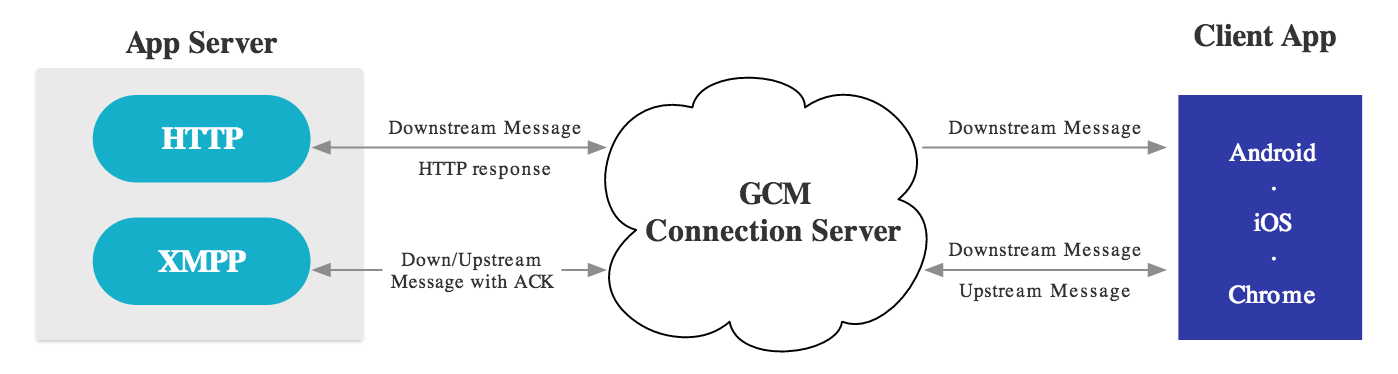 App Server
HTTP
XMPP
Downstream Message
HTTP response
Down/Upstream
Message with ACK
GCM
Connection Server
Downstream Message
Downstream Message
Upstream Message
Client App
Android
·
iOS
·
Chrome